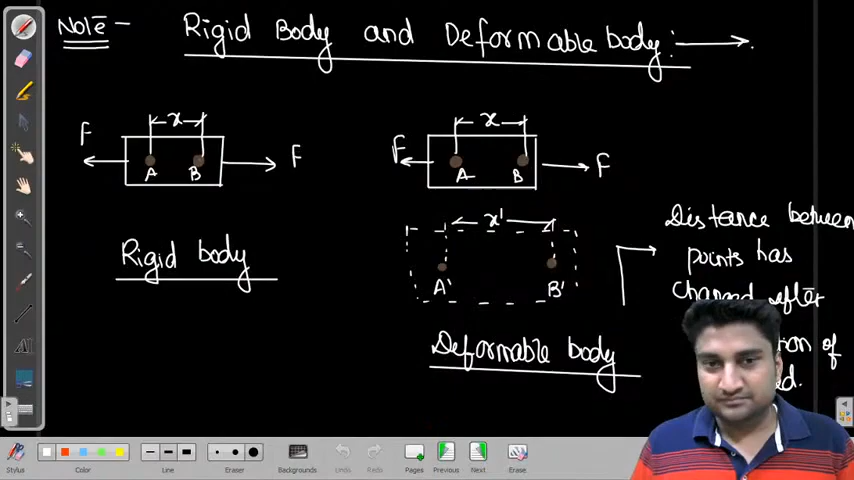 NOTE -
Rigid Body and Deformable body:
x
F
F
A
B
Rigid body
x
F
F
A
B
x'
A'
B'
Deformable body
Distance between
points has
changed after
of
Stylus
Color
Line
Eraser
Backgrounds
Undo
Redo
Pages
Previous
Next
Erase